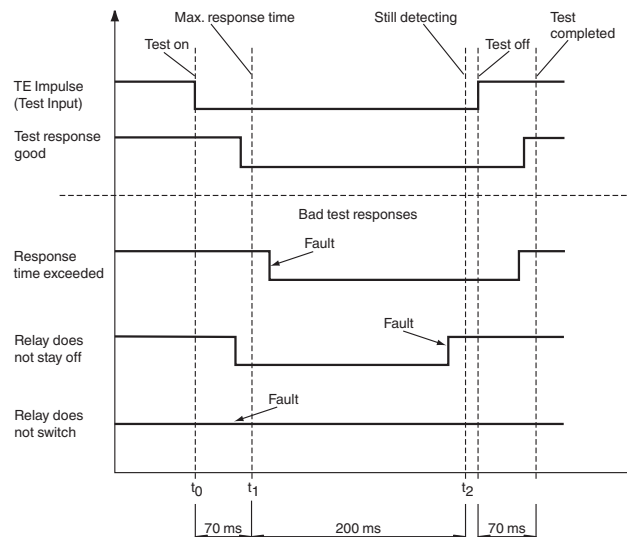 Max. response time
Still detecting
Test
completed
Test on
Test off
TE Impulse
(Test Input)
Test response
good
Bad test responses
Response
time exceeded
Fault
Relay does
not stay off
Fault
Relay does
not switch
Fault
t0
t1
t2
70 ms
200 ms
70 ms